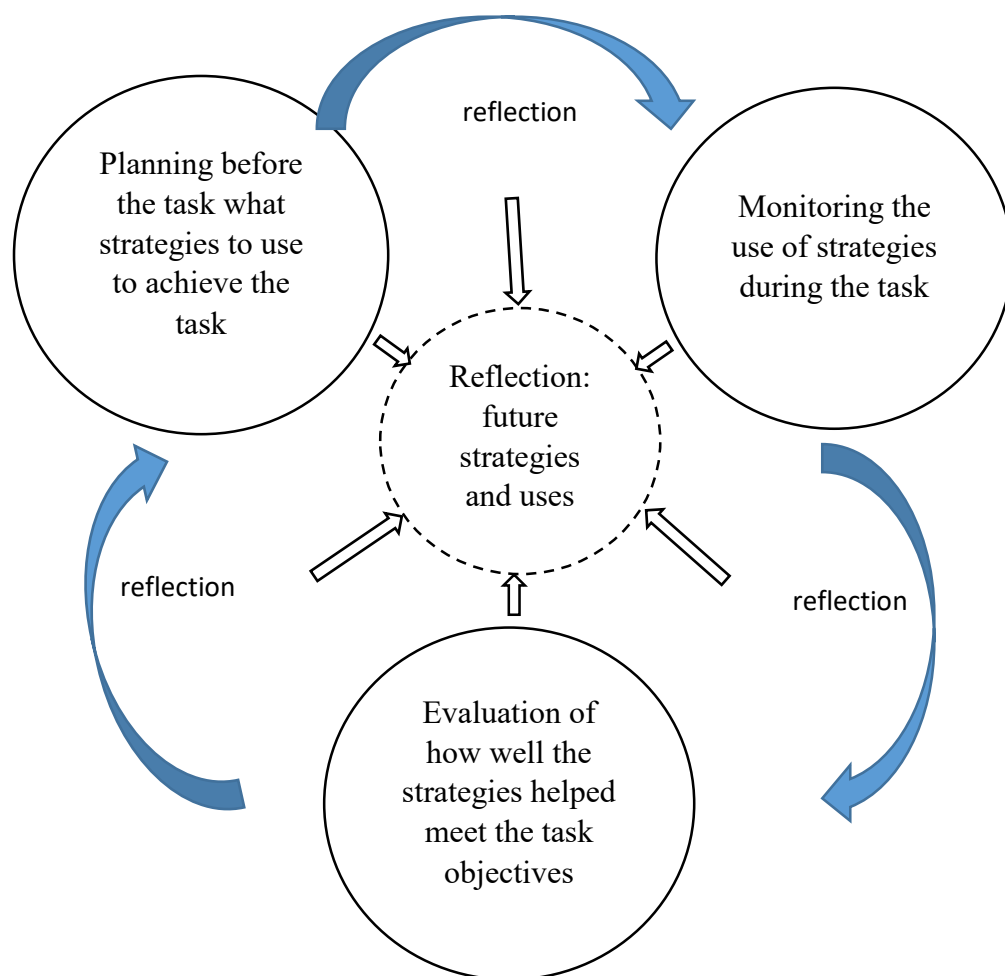 reflection
Planning before
the task what
strategies to use
to achieve the
task
Monitoring the
use of strategies
during the task
Reflection:
future
strategies
and uses
reflection
reflection
Evaluation of
how well the
strategies helped
meet the task
objectives